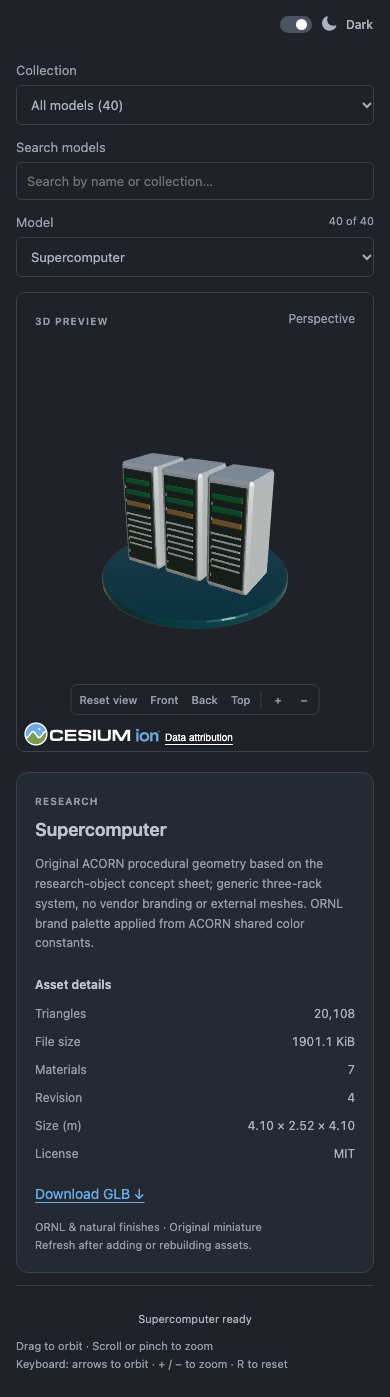 Dark
Collection
All models (40)
Search models
Search by name or collection...
Model
40 of 40
Supercomputer
3D PREVIEW
Perspective
Reset view Front Back Top + −
CESIUM ion Data attribution
RESEARCH
Supercomputer
Original ACORN procedural geometry based on the
research-object concept sheet; generic three-rack
system, no vendor branding or external meshes. ORNL
brand palette applied from ACORN shared color
constants.
Asset details
Triangles 20,108
File size 1901.1 KiB
Materials 7
Revision 4
Size (m) 4.10 × 2.52 × 4.10
License MIT
Download GLB ↓
ORNL & natural finishes · Original miniature
Refresh after adding or rebuilding assets.
Supercomputer ready
Drag to orbit · Scroll or pinch to zoom
Keyboard: arrows to orbit · + / − to zoom · R to reset